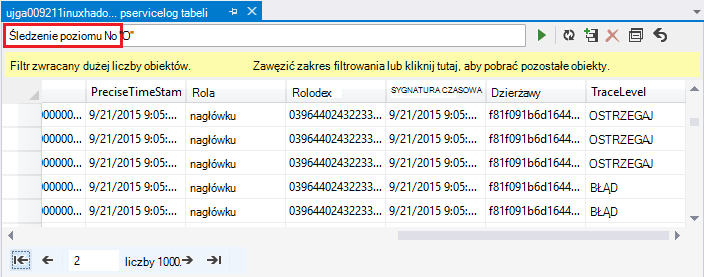 ujga009211inuxhado... pservicelog tabeli
Śledzenie poziomu No "O"
Filtr zwracany dużej liczby obiektów. Zawęzić zakres filtrowania lub kliknij tutaj, aby pobrać pozostałe obiekty.
PreciseTimeStam Rola Rolodex SYGNATURA CZASOWA Dzierżawy TraceLevel
000000... 9/21/2015 9:05:... nagłówku 03964402432233... 9/21/2015 9:05:... f81f091b6d1644... OSTRZEGAJ
000000... 9/21/2015 9:05:... nagłówku 03964402432233... 9/21/2015 9:05:... f81f091b6d1644... OSTRZEGAJ
000000... 9/21/2015 9:05:... nagłówku 03964402432233... 9/21/2015 9:05:... f81f091b6d1644... OSTRZEGAJ
000000... 9/21/2015 9:05:... nagłówku 03964402432233... 9/21/2015 9:05:... f81f091b6d1644... BŁĄD
000000... 9/21/2015 9:05:... nagłówku 03964402432233... 9/21/2015 9:05:... f81f091b6d1644... BŁĄD
2 liczby 1000.